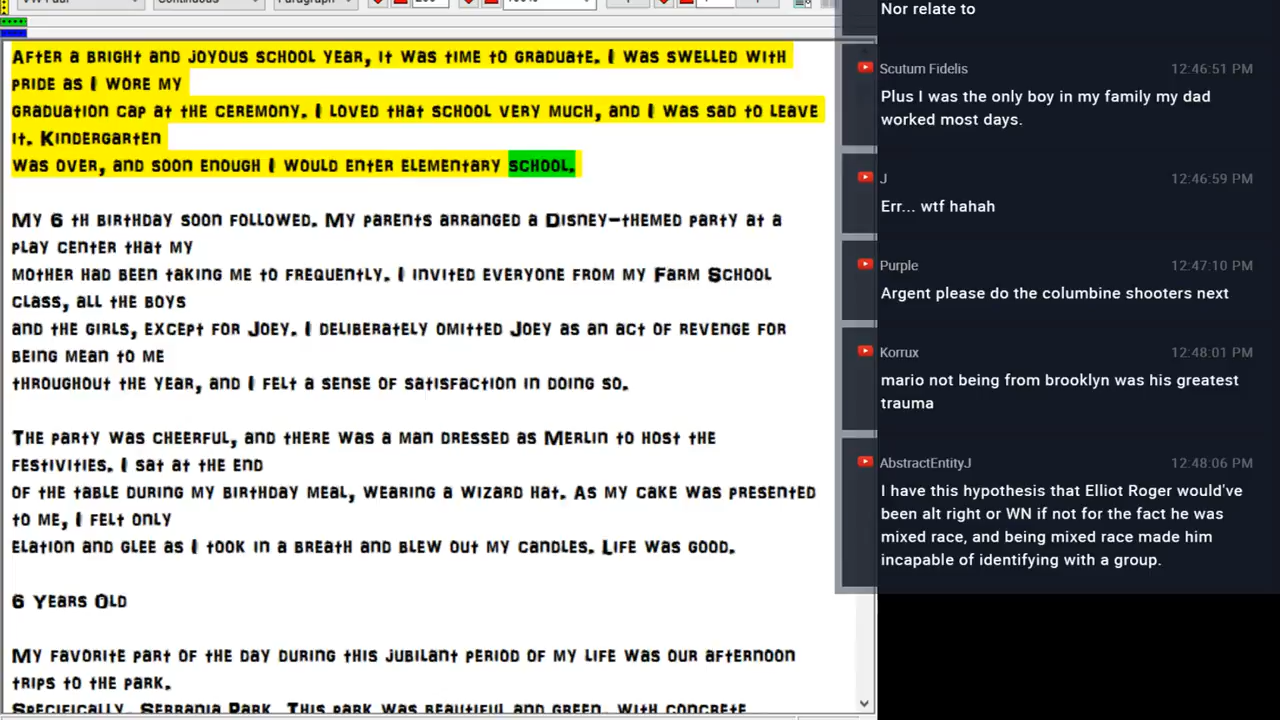 After a bright and joyous school year, it was time to graduate. I was swelled with
pride as I wore my
graduation cap at the ceremony. I loved that school very much, and I was sad to leave
it. Kindergarten
was over, and soon enough I would enter elementary school.
My 6 th birthday soon followed. My parents arranged a Disney-themed party at a
play center that my
mother had been taking me to frequently. I invited everyone from my Farm School
class, all the boys
and the girls, except for Joey. I deliberately omitted Joey as an act of revenge for
being mean to me
throughout the year, and I felt a sense of satisfaction in doing so.
The party was cheerful, and there was a man dressed as Merlin to host the
festivities. I sat at the end
of the table during my birthday meal, wearing a wizard hat. As my cake was presented
to me, I felt only
elation and glee as I took in a breath and blew out my candles. Life was good.
6 Years Old
My favorite part of the day during this jubilant period of my life was our afternoon
trips to the park.
Specifically, Serrania Park. This park was beautiful and green, with concrete
Nor relate to
Scutum Fidelis 12:46:51 PM
Plus I was the only boy in my family my dad
worked most days.
J 12:46:59 PM
Err... wtf hahah
Purple 12:47:10 PM
Argent please do the columbine shooters next
Korrux 12:48:01 PM
mario not being from brooklyn was his greatest
trauma
AbstractEntityJ 12:48:06 PM
I have this hypothesis that Elliot Roger would've
been alt right or WN if not for the fact he was
mixed race, and being mixed race made him
incapable of identifying with a group.